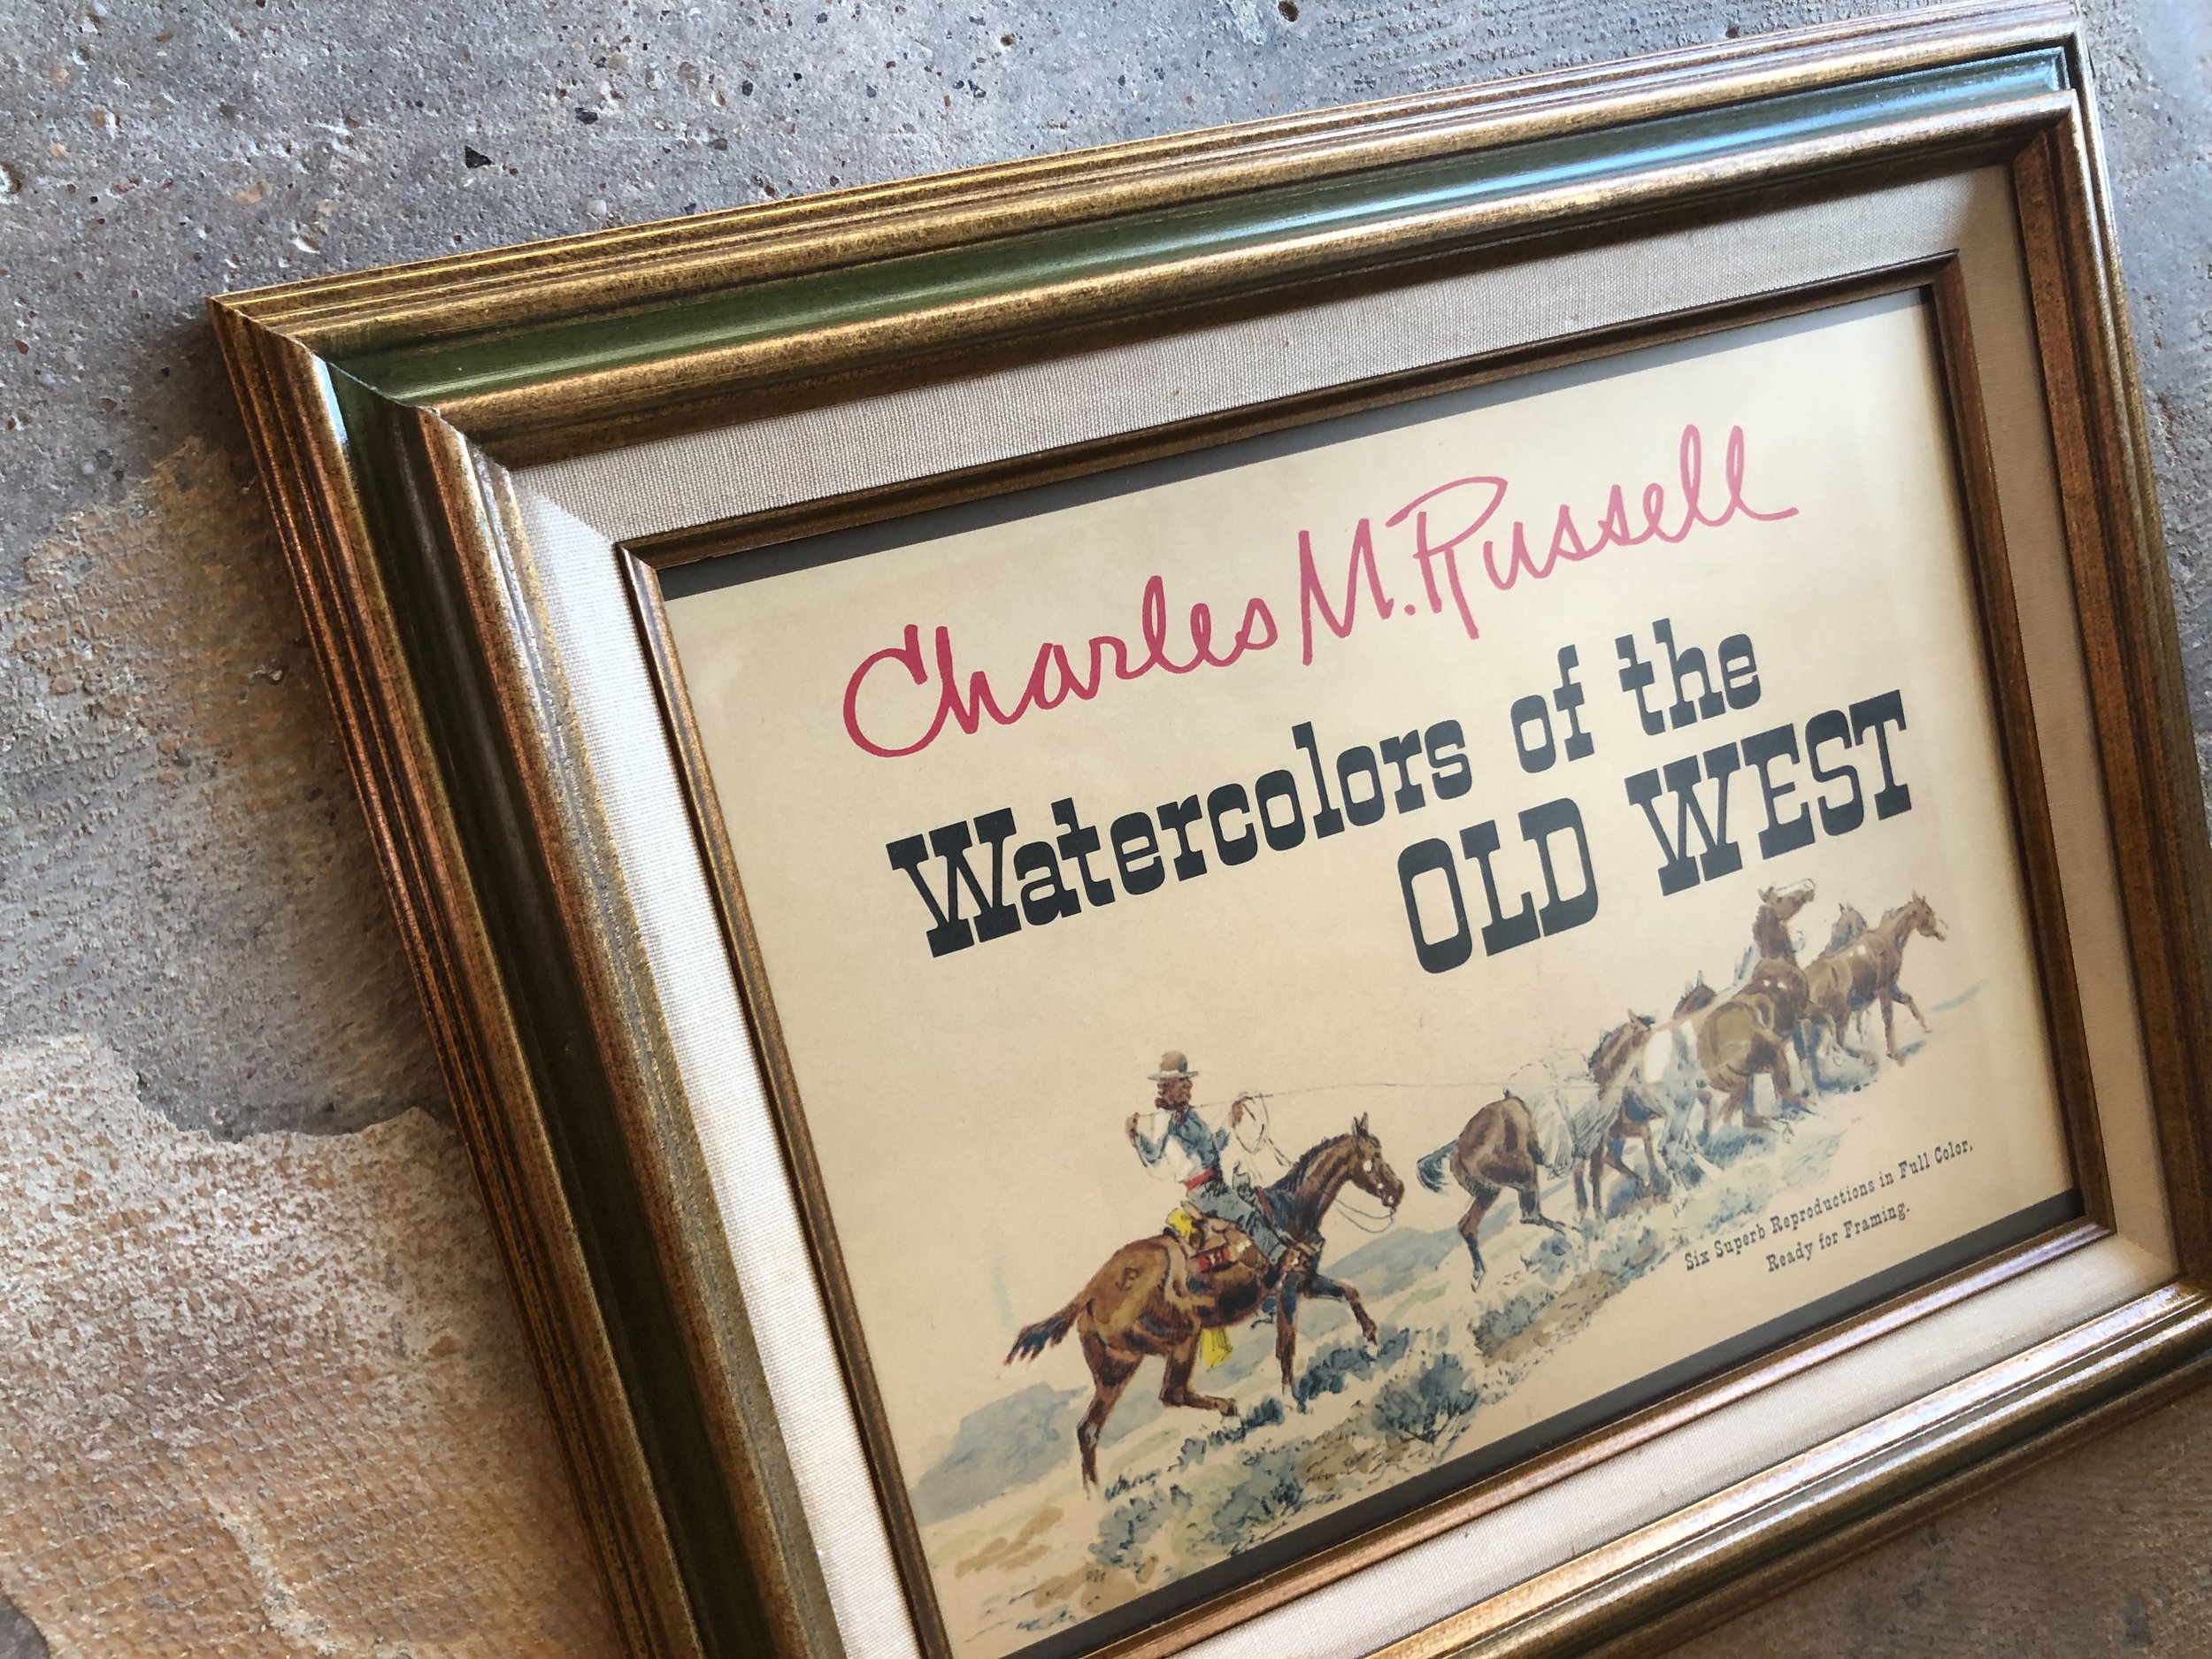 Charles M. Russell
Watercolors of the
OLD WEST
Six Superb Reproductions in Full Color,
Ready for Framing.